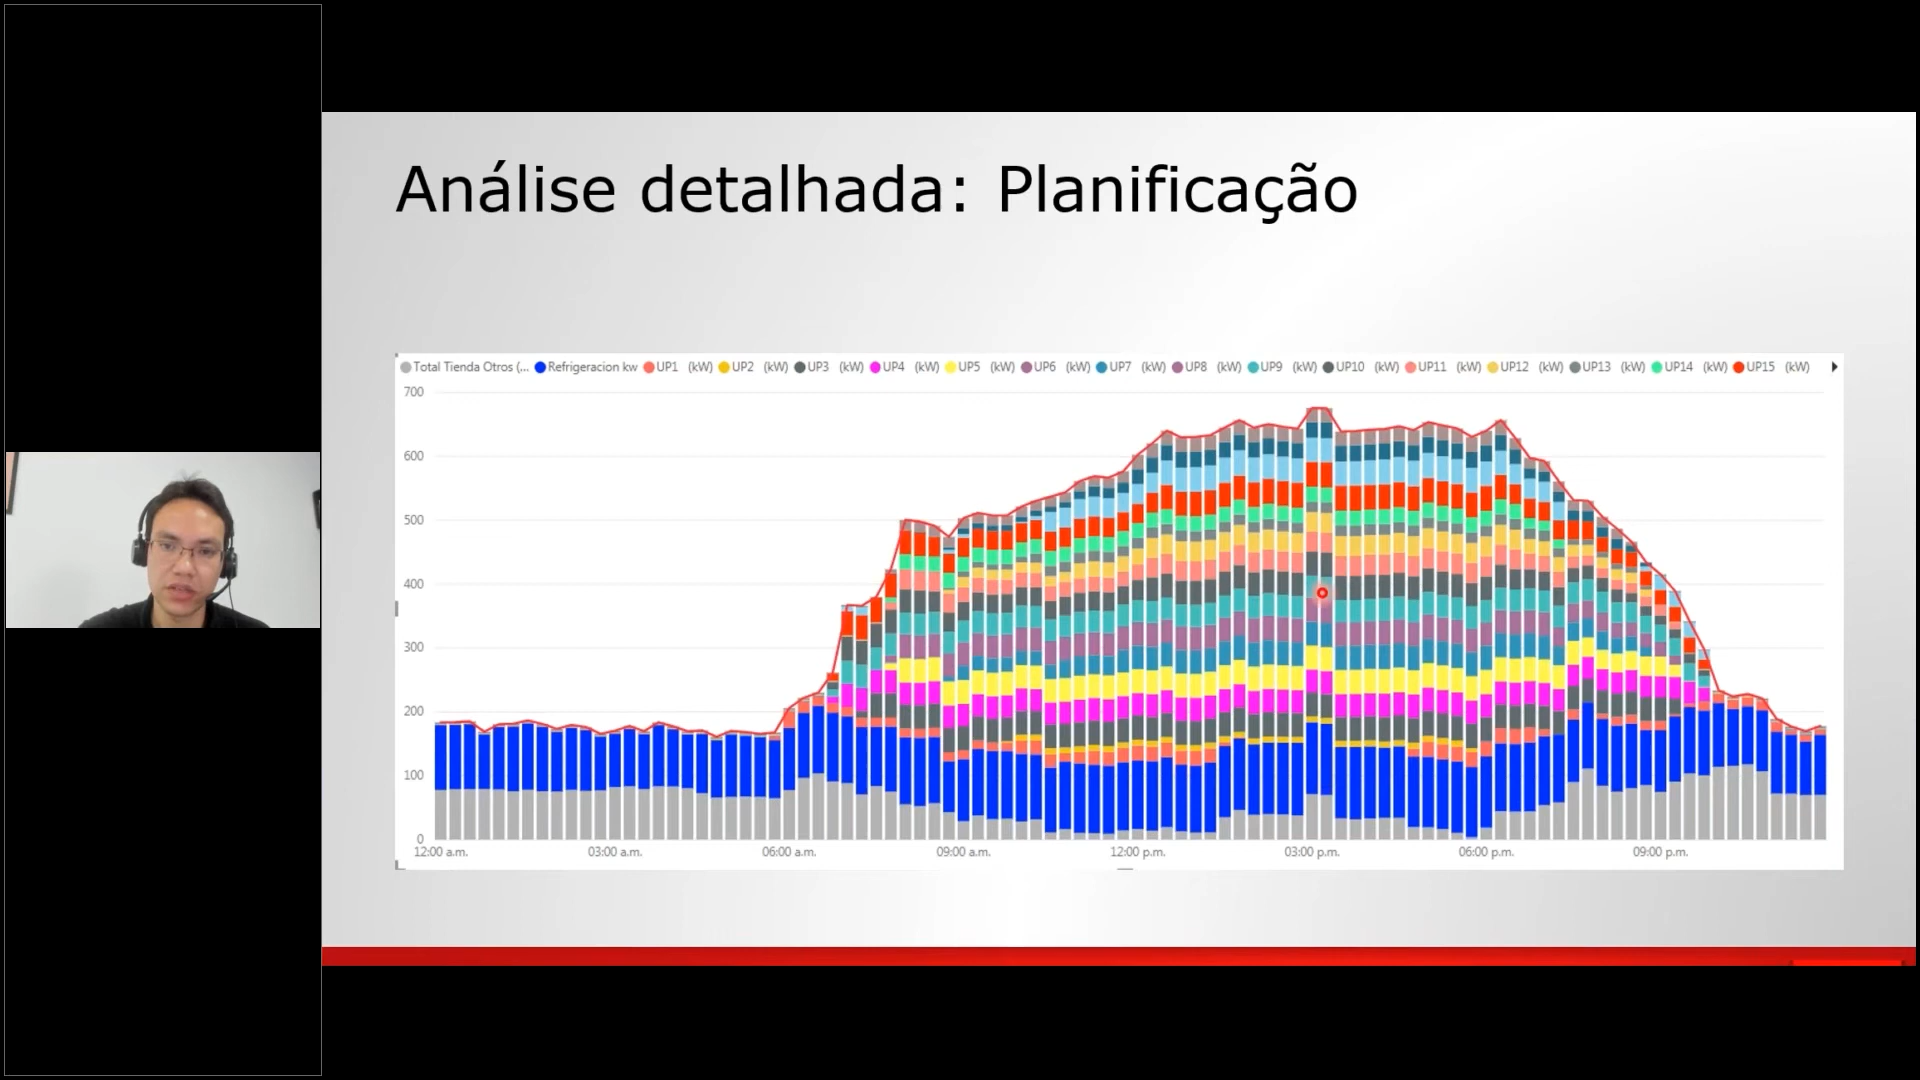 Análise detalhada: Planificação
Total Tienda Otros (... Refrigeracion kw UP1 (kW) UP2 (kW) UP3 (kW) UP4 (kW) UP5 (kW) UP6 (kW) UP7 (kW) UP8 (kW) UP9 (kW) UP10 (kW) UP11 (kW) UP12 (kW) UP13 (kW) UP14 (kW) UP15 (kW)
700
600
500
400
300
200
100
0
12:00 a.m. 03:00 a.m. 06:00 a.m. 09:00 a.m. 12:00 p.m. 03:00 p.m. 06:00 p.m. 09:00 p.m.